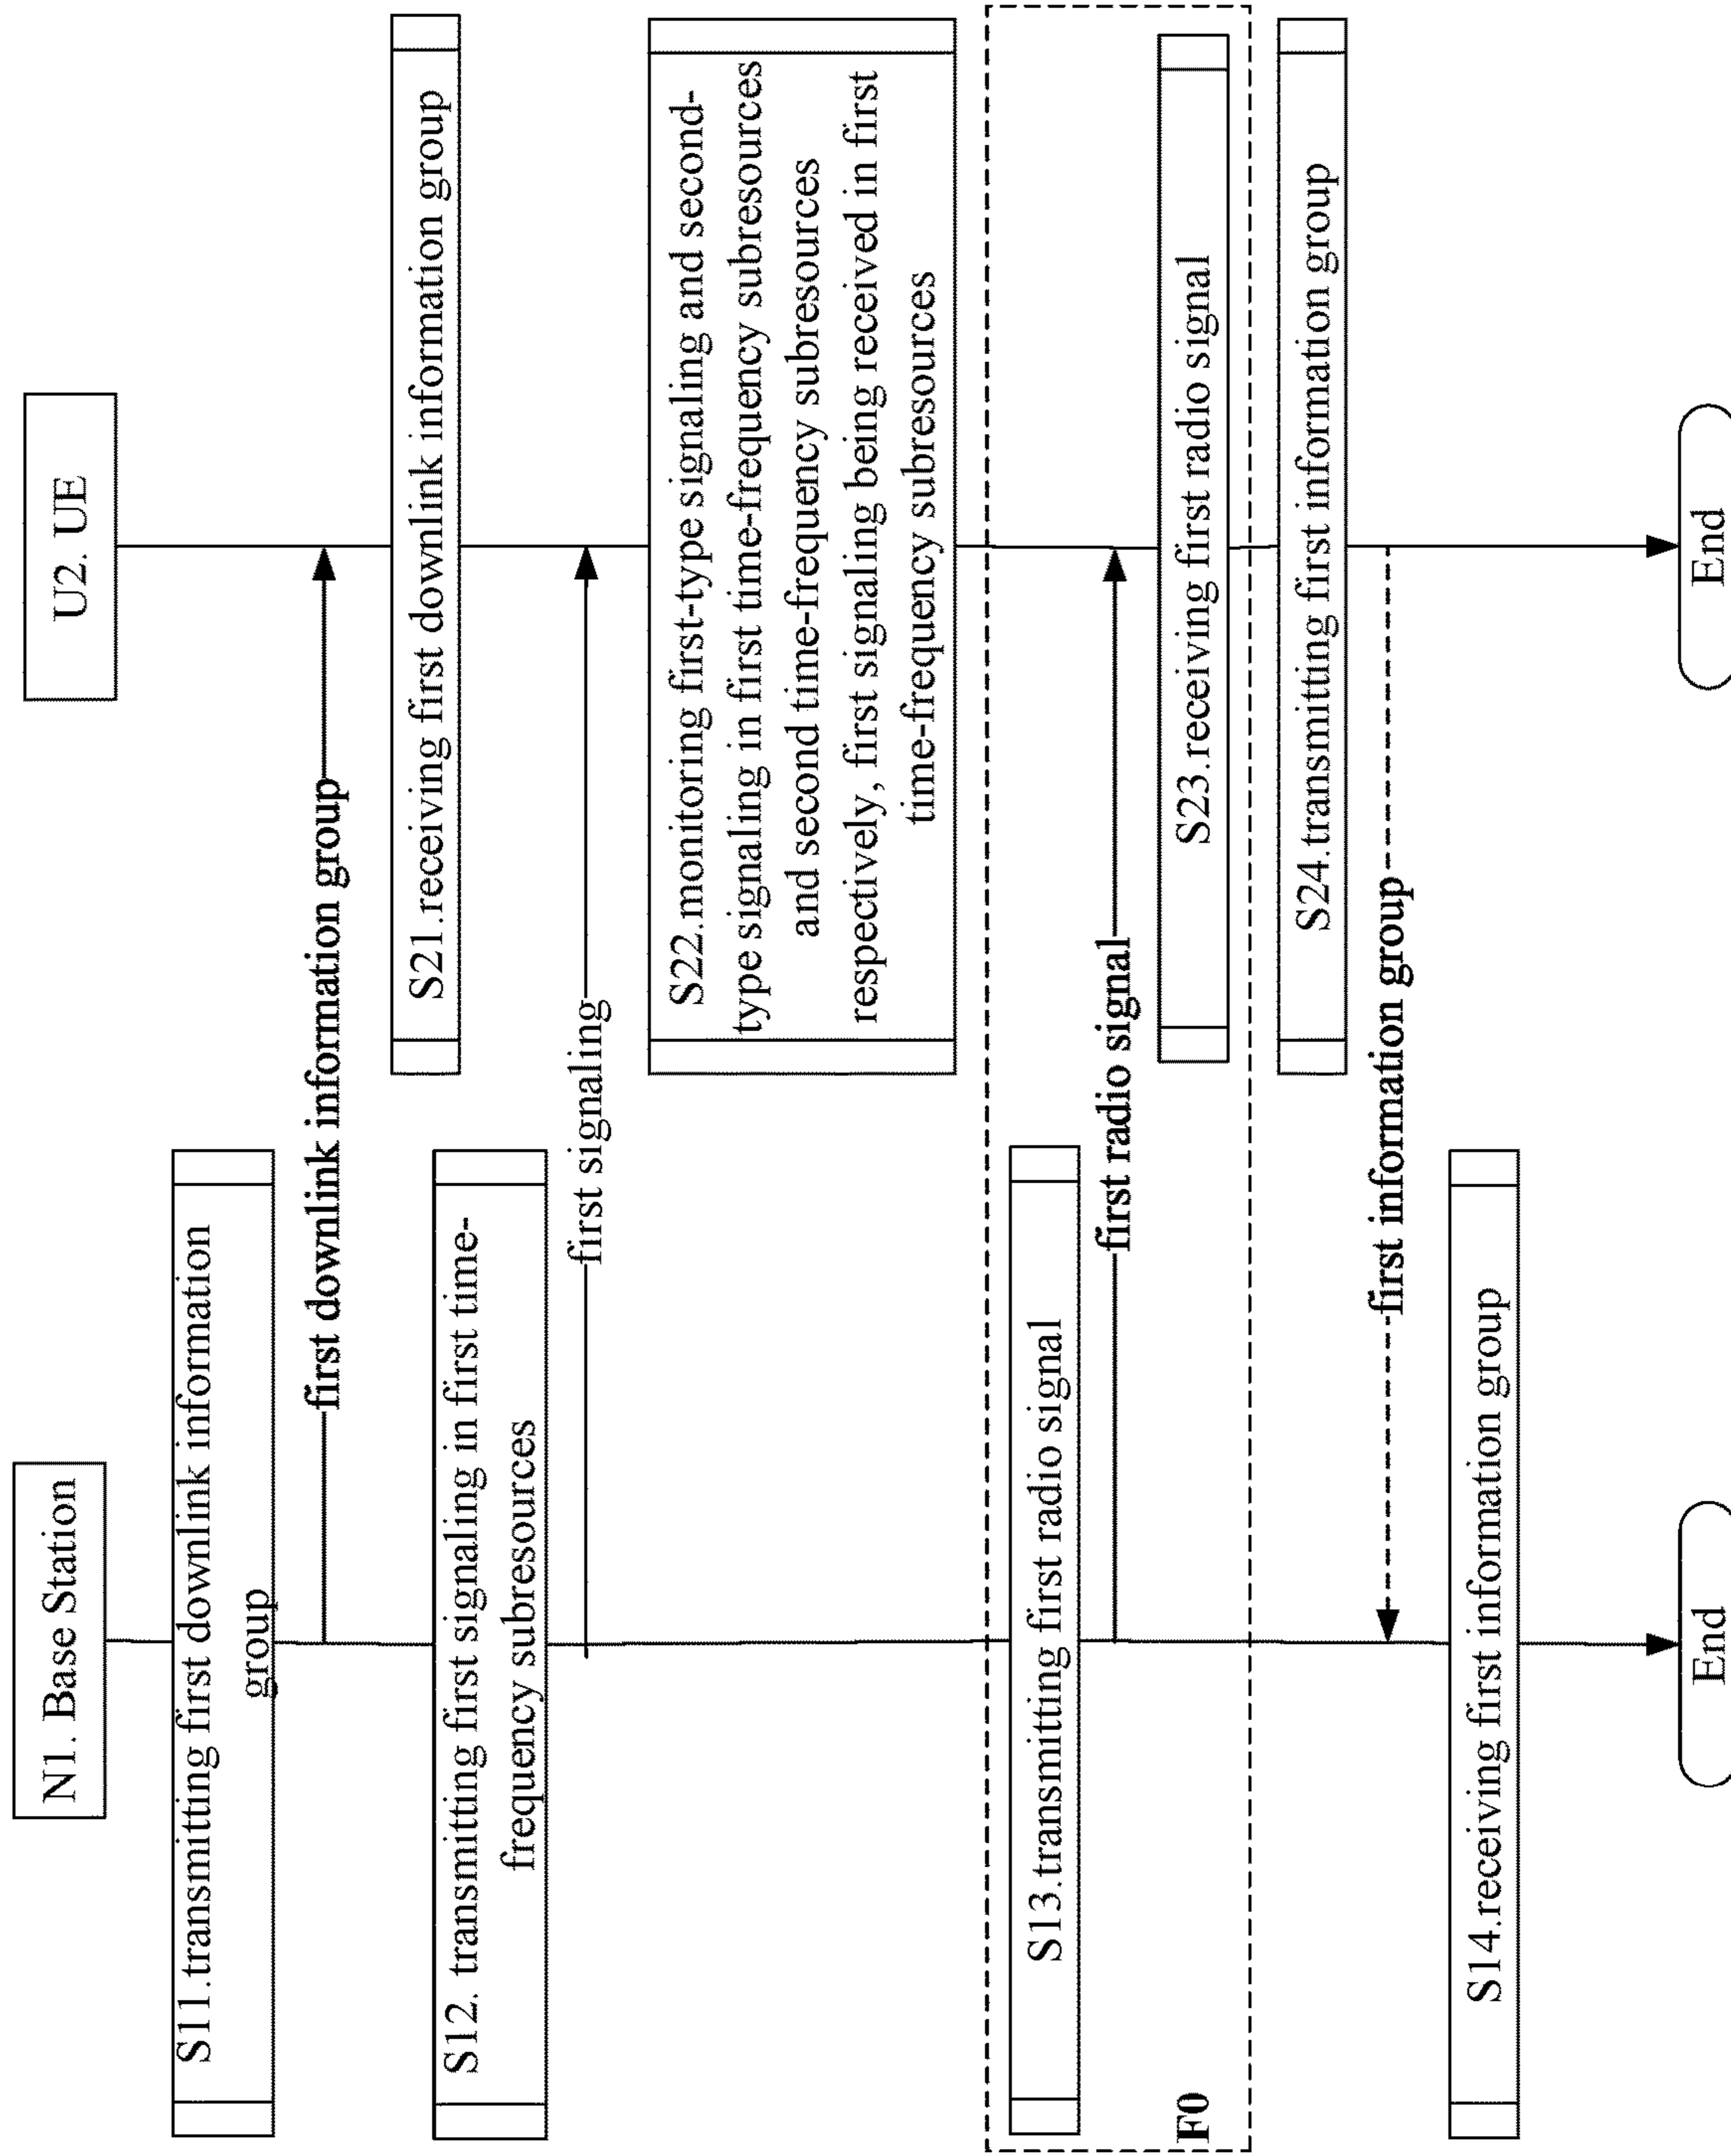 N1. Base Station
U2. UE
S11.transmitting first downlink information
group
first downlink information group
S21.receiving first downlink information group
S12. transmitting first signaling in first time-
frequency subresources
first signaling
S22.monitoring first-type signaling and second-
type signaling in first time-frequency subresources
and second time-frequency subresources
respectively, first signaling being received in first
time-frequency subresources
S13.transmitting first radio signal
first radio signal
S23.receiving first radio signal
F0
S24.transmitting first information group
first information group
S14.receiving first information group
End
End